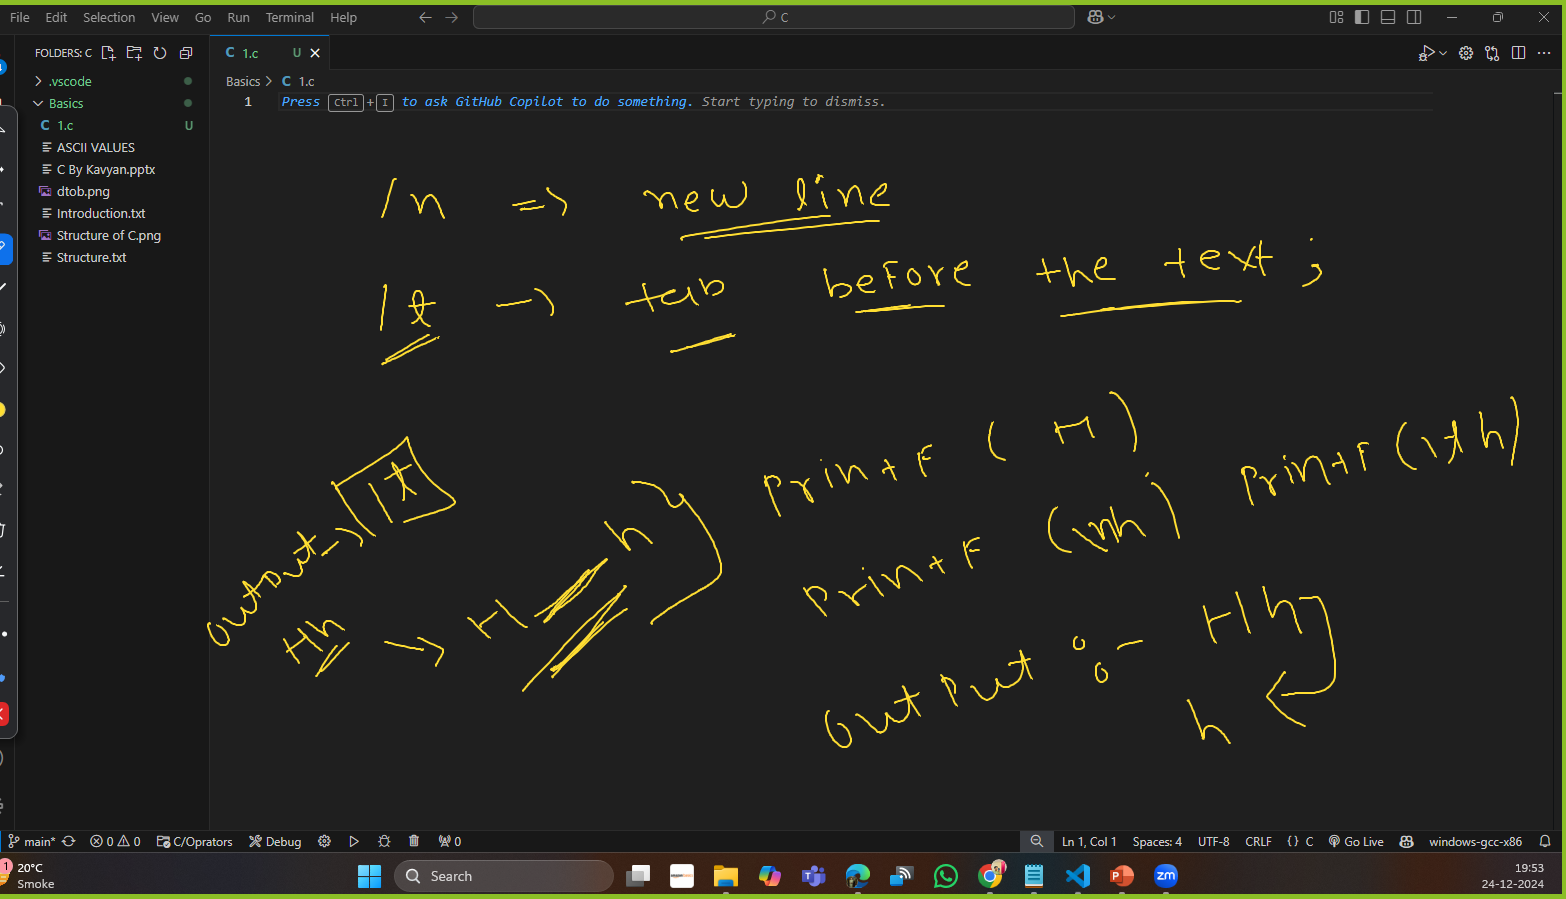 File Edit Selection View Go Run Terminal Help
C
FOLDERS: C
C 1.c U
.vscode
Basics > C 1.c
Basics
1 Press Ctrl + I to ask GitHub Copilot to do something. Start typing to dismiss.
C 1.c U
ASCII VALUES
C By Kavyan.pptx
dtob.png
Introduction.txt
Structure of C.png
Structure.txt
/n => new line
/t -> tab before the text ;
printF ( H )
printF (\t h)
printF (\nh)
output -> \t
Hh -> H h
output :- H h
h
main* 0 0 C/Oprators Debug 0
Ln 1, Col 1 Spaces: 4 UTF-8 CRLF {} C Go Live windows-gcc-x86
1
20°C
Smoke
Search
zm
19:53
24-12-2024